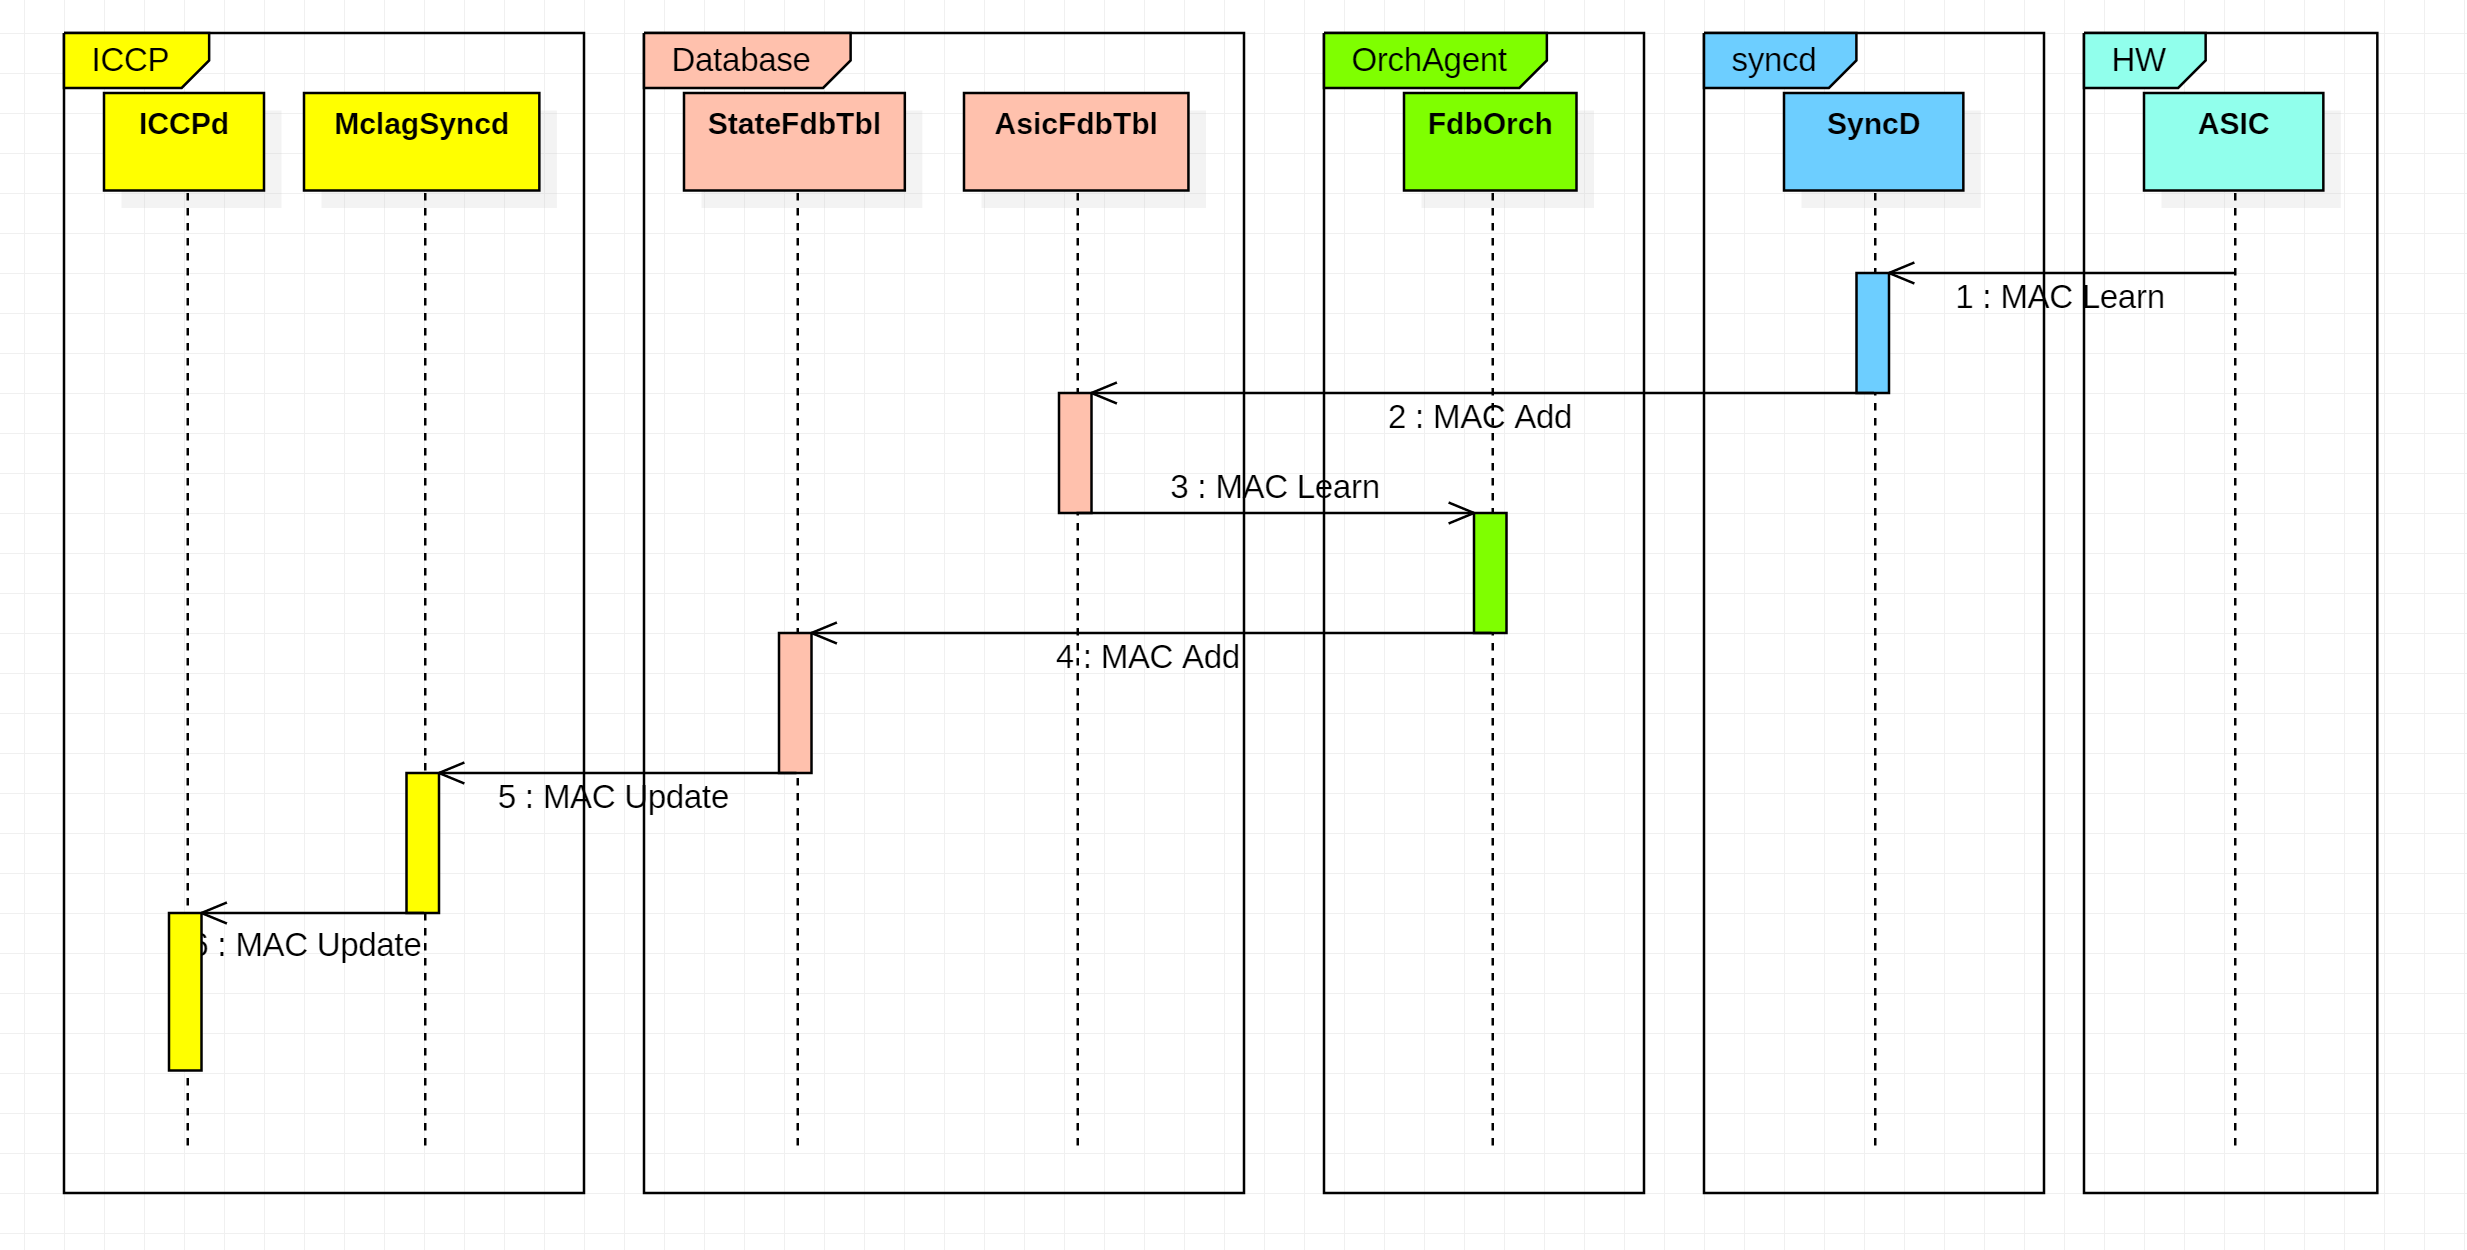 ICCP
Database
OrchAgent
syncd
HW
ICCPd
MclagSyncd
StateFdbTbl
AsicFdbTbl
FdbOrch
SyncD
ASIC
1 : MAC Learn
2 : MAC Add
3 : MAC Learn
4 : MAC Add
5 : MAC Update
6 : MAC Update